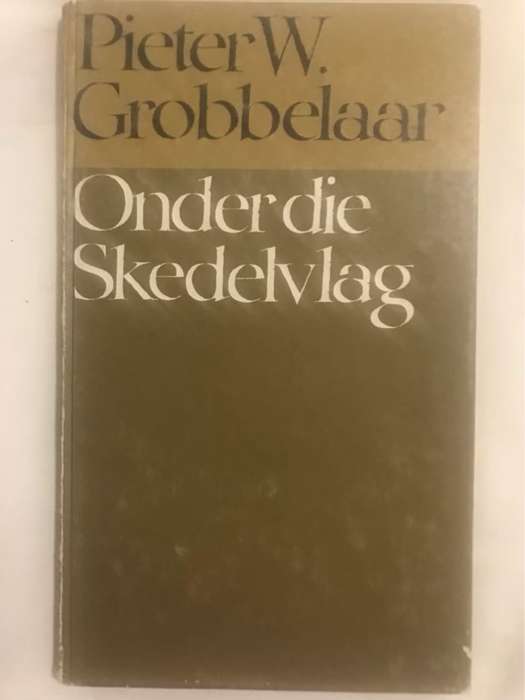 Pieter W.
Grobbelaar
Onder die
Skedelvlag